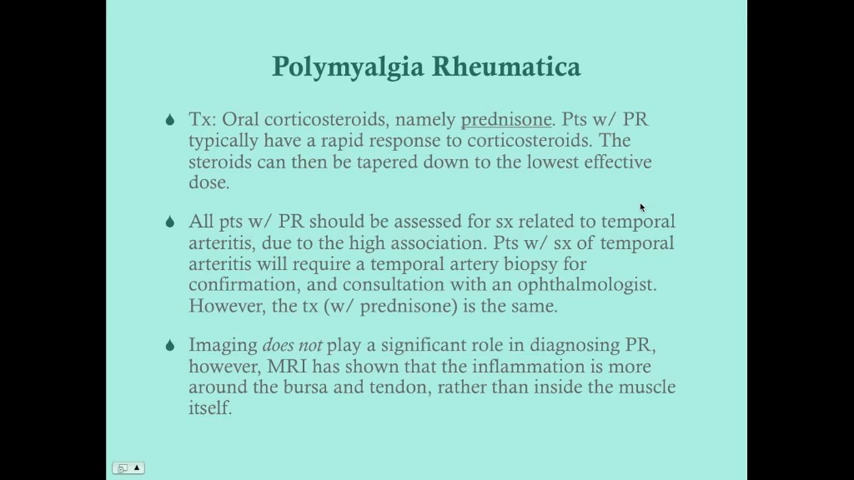 Polymyalgia Rheumatica
Tx: Oral corticosteroids, namely prednisone. Pts w/ PR
typically have a rapid response to corticosteroids. The
steroids can then be tapered down to the lowest effective
dose.
All pts w/ PR should be assessed for sx related to temporal
arteritis, due to the high association. Pts w/ sx of temporal
arteritis will require a temporal artery biopsy for
confirmation, and consultation with an ophthalmologist.
However, the tx (w/ prednisone) is the same.
Imaging does not play a significant role in diagnosing PR,
however, MRI has shown that the inflammation is more
around the bursa and tendon, rather than inside the muscle
itself.